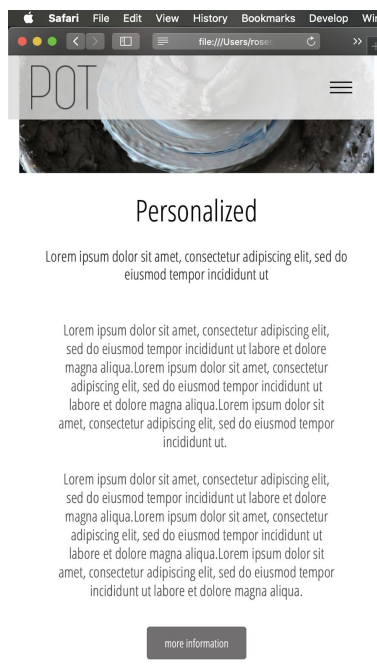 Safari File Edit View History Bookmarks Develop
file:///Users/rosen
POT
Personalized
Lorem ipsum dolor sit amet, consectetur adipiscing elit, sed do
eiusmod tempor incididunt ut
Lorem ipsum dolor sit amet, consectetur adipiscing elit,
sed do eiusmod tempor incididunt ut labore et dolore
magna aliqua.Lorem ipsum dolor sit amet, consectetur
adipiscing elit, sed do eiusmod tempor incididunt ut
labore et dolore magna aliqua.Lorem ipsum dolor sit
amet, consectetur adipiscing elit, sed do eiusmod tempor
incididunt ut.
Lorem ipsum dolor sit amet, consectetur adipiscing elit,
sed do eiusmod tempor incididunt ut labore et dolore
magna aliqua.Lorem ipsum dolor sit amet, consectetur
adipiscing elit, sed do eiusmod tempor incididunt ut
labore et dolore magna aliqua.Lorem ipsum dolor sit
amet, consectetur adipiscing elit, sed do eiusmod tempor
incididunt ut labore et dolore magna aliqua.
more information